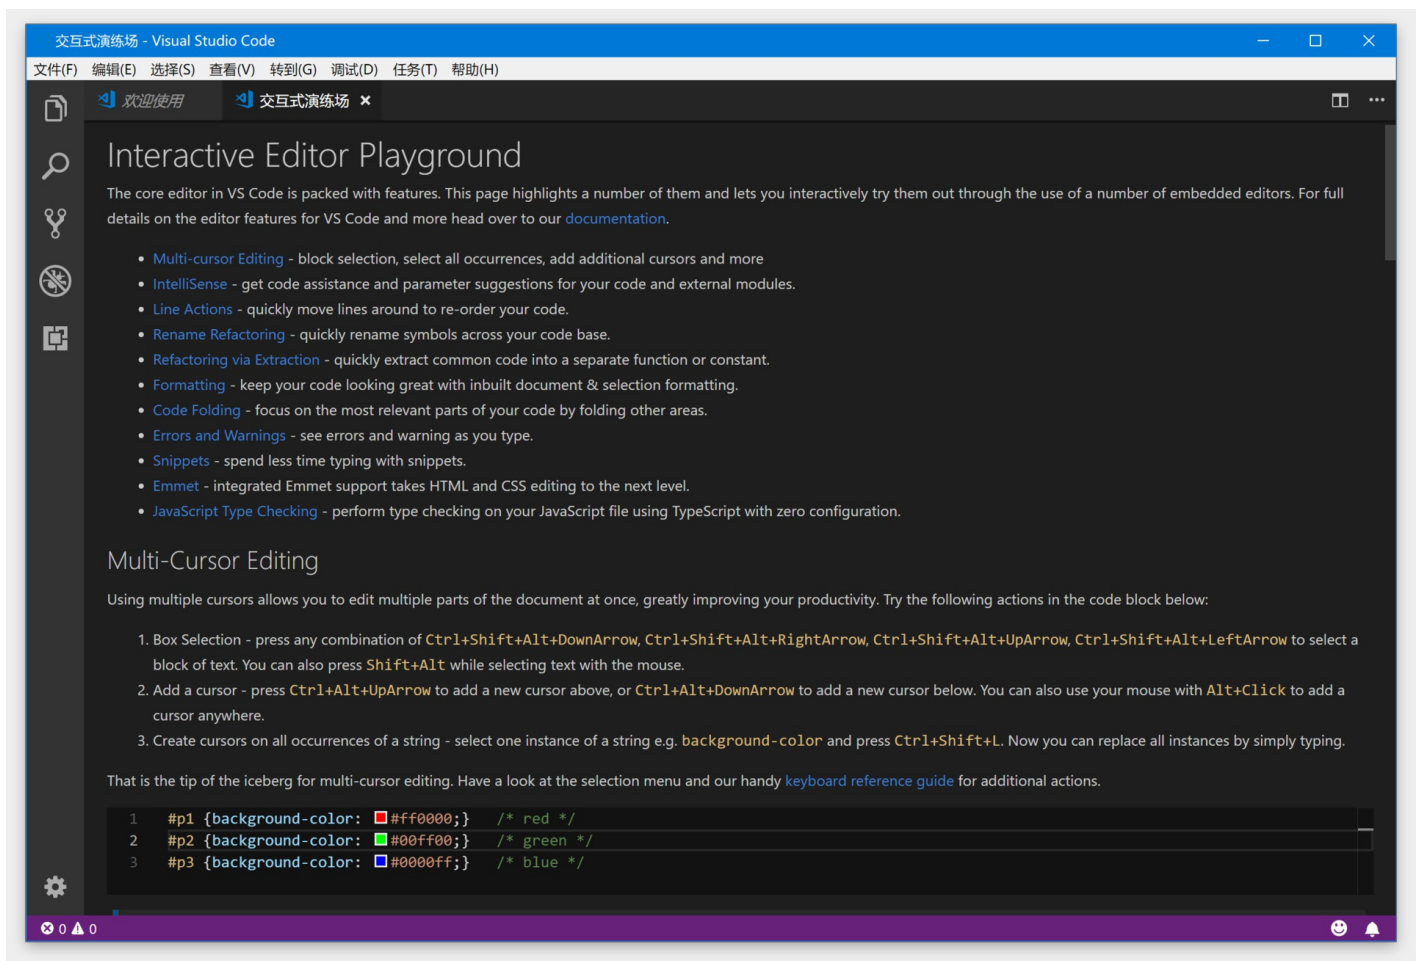 交互式演练场 - Visual Studio Code
文件(F) 编辑(E) 选择(S) 查看(V) 转到(G) 调试(D) 任务(T) 帮助(H)
欢迎使用 交互式演练场
Interactive Editor Playground
The core editor in VS Code is packed with features. This page highlights a number of them and lets you interactively try them out through the use of a number of embedded editors. For full
details on the editor features for VS Code and more head over to our documentation.
• Multi-cursor Editing - block selection, select all occurrences, add additional cursors and more
• IntelliSense - get code assistance and parameter suggestions for your code and external modules.
• Line Actions - quickly move lines around to re-order your code.
• Rename Refactoring - quickly rename symbols across your code base.
• Refactoring via Extraction - quickly extract common code into a separate function or constant.
• Formatting - keep your code looking great with inbuilt document & selection formatting.
• Code Folding - focus on the most relevant parts of your code by folding other areas.
• Errors and Warnings - see errors and warning as you type.
• Snippets - spend less time typing with snippets.
• Emmet - integrated Emmet support takes HTML and CSS editing to the next level.
• JavaScript Type Checking - perform type checking on your JavaScript file using TypeScript with zero configuration.
Multi-Cursor Editing
Using multiple cursors allows you to edit multiple parts of the document at once, greatly improving your productivity. Try the following actions in the code block below:
1. Box Selection - press any combination of Ctrl+Shift+Alt+DownArrow, Ctrl+Shift+Alt+RightArrow, Ctrl+Shift+Alt+UpArrow, Ctrl+Shift+Alt+LeftArrow to select a
block of text. You can also press Shift+Alt while selecting text with the mouse.
2. Add a cursor - press Ctrl+Alt+UpArrow to add a new cursor above, or Ctrl+Alt+DownArrow to add a new cursor below. You can also use your mouse with Alt+Click to add a
cursor anywhere.
3. Create cursors on all occurrences of a string - select one instance of a string e.g. background-color and press Ctrl+Shift+L. Now you can replace all instances by simply typing.
That is the tip of the iceberg for multi-cursor editing. Have a look at the selection menu and our handy keyboard reference guide for additional actions.
1 #p1 {background-color: #ff0000;} /* red */
2 #p2 {background-color: #00ff00;} /* green */
3 #p3 {background-color: #0000ff;} /* blue */
0 0